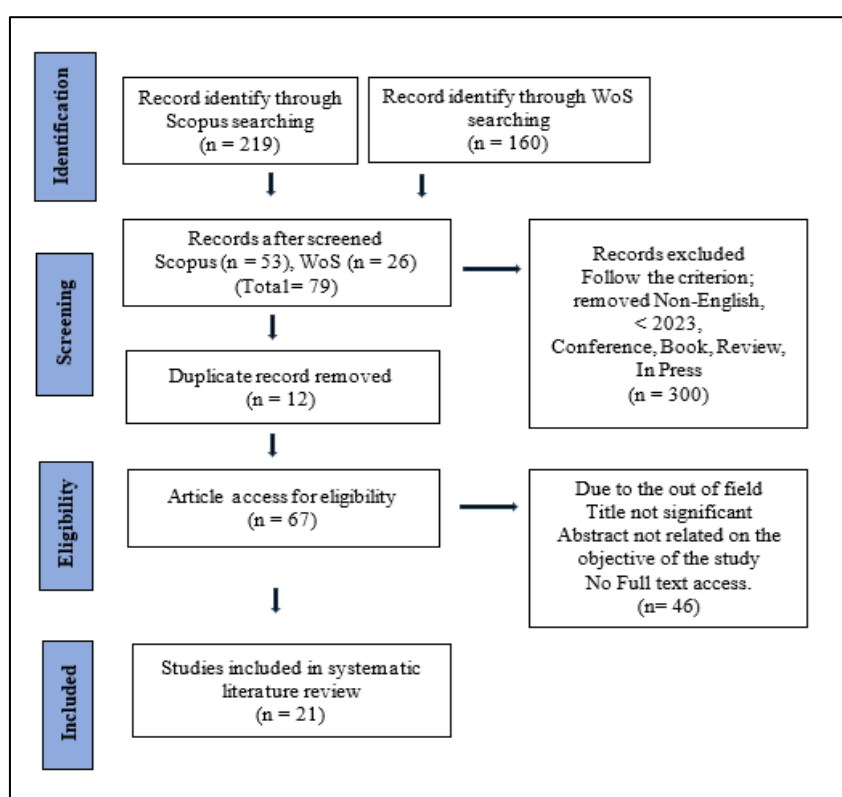 Identification
Record identify through
Scopus searching
(n = 219)
Record identify through WoS
searching
(n = 160)
Screening
Records after screened
Scopus (n = 53), WoS (n = 26)
(Total= 79)
Records excluded
Follow the criterion;
removed Non-English,
< 2023,
Conference, Book, Review,
In Press
(n = 300)
Duplicate record removed
(n = 12)
Eligibility
Article access for eligibility
(n = 67)
Due to the out of field
Title not significant
Abstract not related on the
objective of the study
No Full text access.
(n= 46)
Included
Studies included in systematic
literature review
(n = 21)